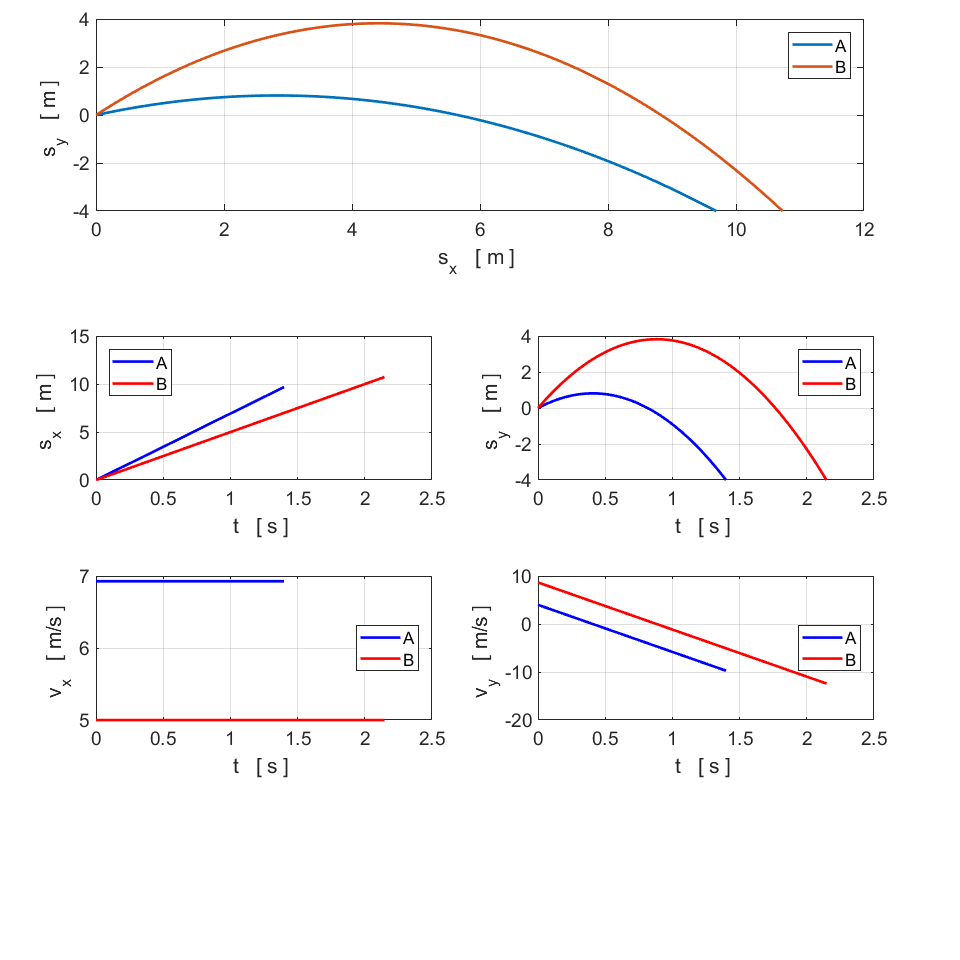 4
2
0
-2
-4
s_y [ m ]
A
B
0 2 4 6 8 10 12
s_x [ m ]
15
10
5
0
s_x [ m ]
A
B
0 0.5 1 1.5 2 2.5
t [ s ]
4
2
0
-2
-4
s_y [ m ]
A
B
0 0.5 1 1.5 2 2.5
t [ s ]
7
6
5
v_x [ m/s ]
A
B
0 0.5 1 1.5 2 2.5
t [ s ]
10
0
-10
-20
v_y [ m/s ]
A
B
0 0.5 1 1.5 2 2.5
t [ s ]